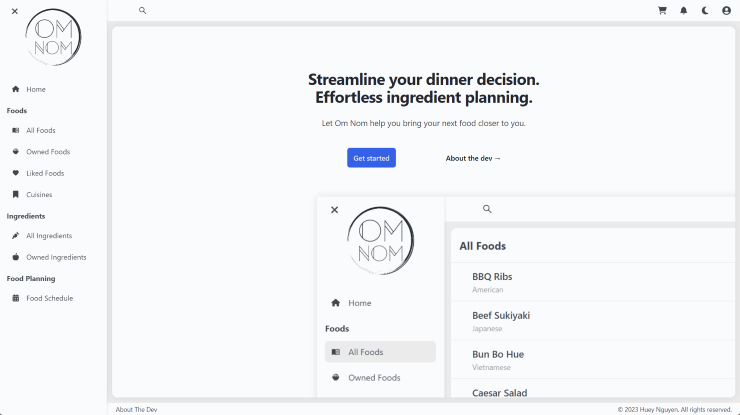 OM
NOM
Home
Foods
All Foods
Owned Foods
Liked Foods
Cuisines
Ingredients
All Ingredients
Owned Ingredients
Food Planning
Food Schedule
Streamline your dinner decision.
Effortless ingredient planning.
Let Om Nom help you bring your next food closer to you.
Get started
About the dev →
OM
NOM
Home
Foods
All Foods
Owned Foods
All Foods
BBQ Ribs
American
Beef Sukiyaki
Japanese
Bun Bo Hue
Vietnamese
Caesar Salad
About The Dev
© 2023 Huey Nguyen. All rights reserved.